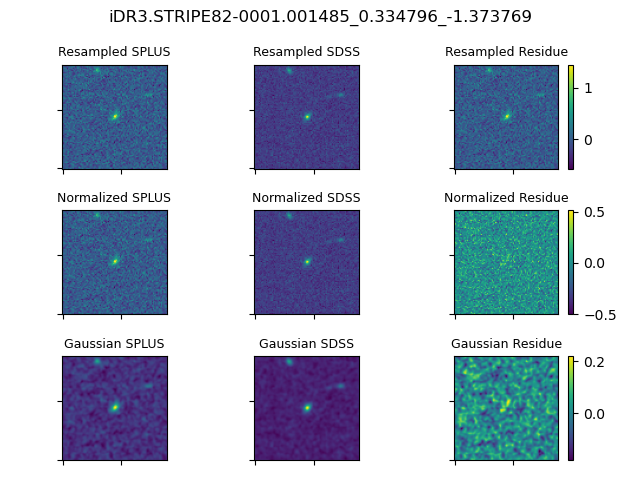 iDR3.STRIPE82-0001.001485_0.334796_-1.373769
Resampled SPLUS
Resampled SDSS
Resampled Residue
1
0
Normalized SPLUS
Normalized SDSS
Normalized Residue
0.5
0.0
−0.5
Gaussian SPLUS
Gaussian SDSS
Gaussian Residue
0.2
0.0